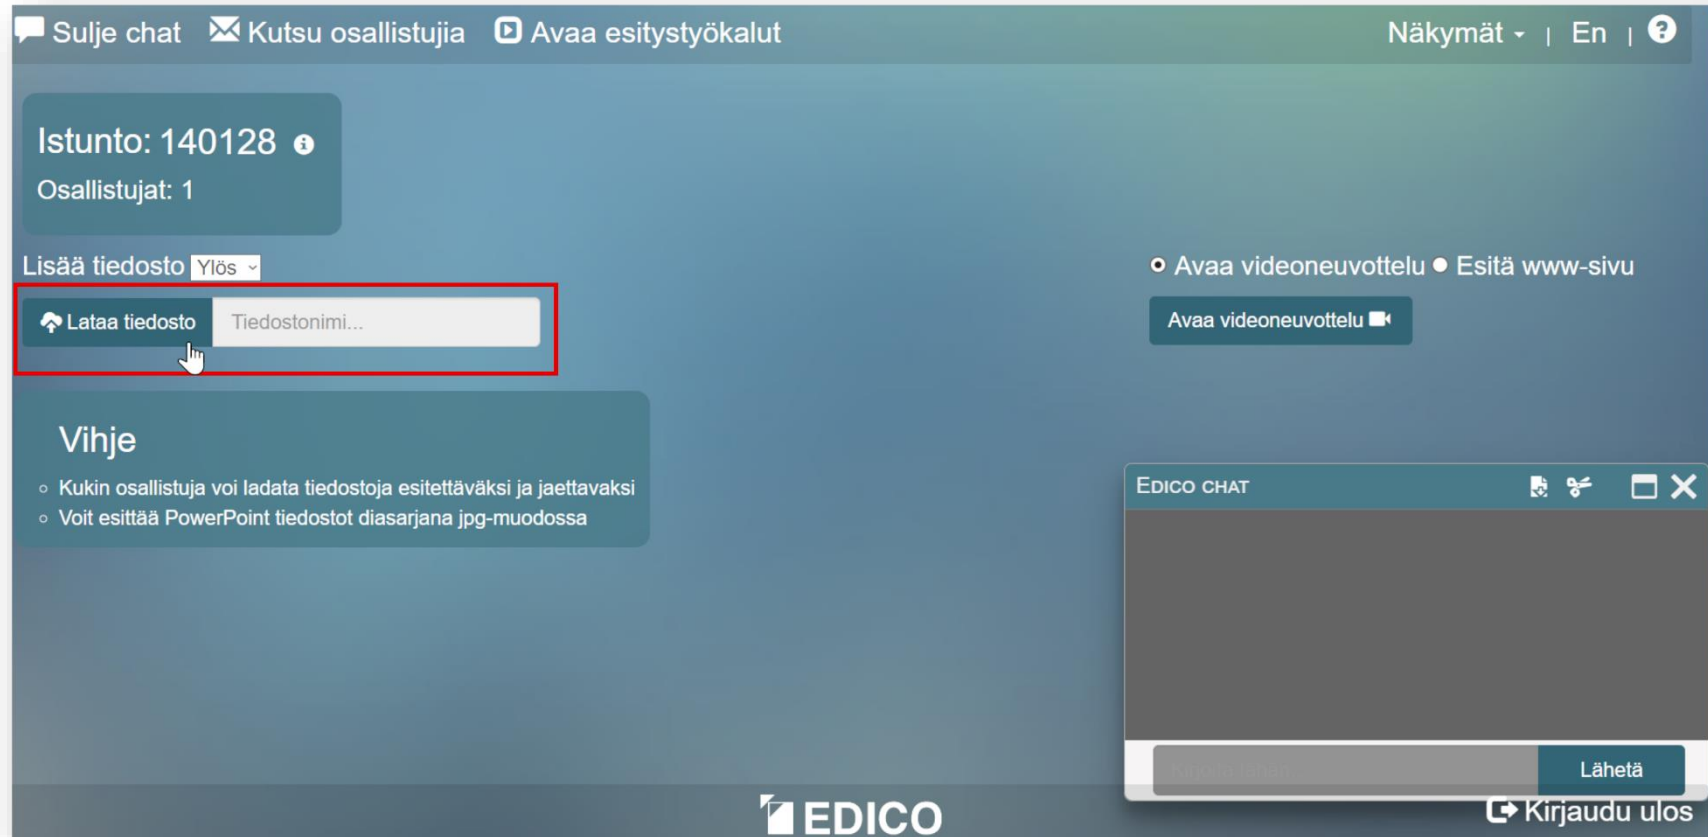 Sulje chat Kutsu osallistujia Avaa esitystyökalut Näkymät | En | ?
Istunto: 140128
Osallistujat: 1
Lisää tiedosto Ylös
Avaa videoneuvottelu Esitä www-sivu
Lataa tiedosto Tiedostonimi...
Avaa videoneuvottelu
Vihje
Kukin osallistuja voi ladata tiedostoja esitettäväksi ja jaettavaksi
Voit esittää PowerPoint tiedostot diasarjana jpg-muodossa
EDICO CHAT
Lähetä
EDICO
Kirjaudu ulos